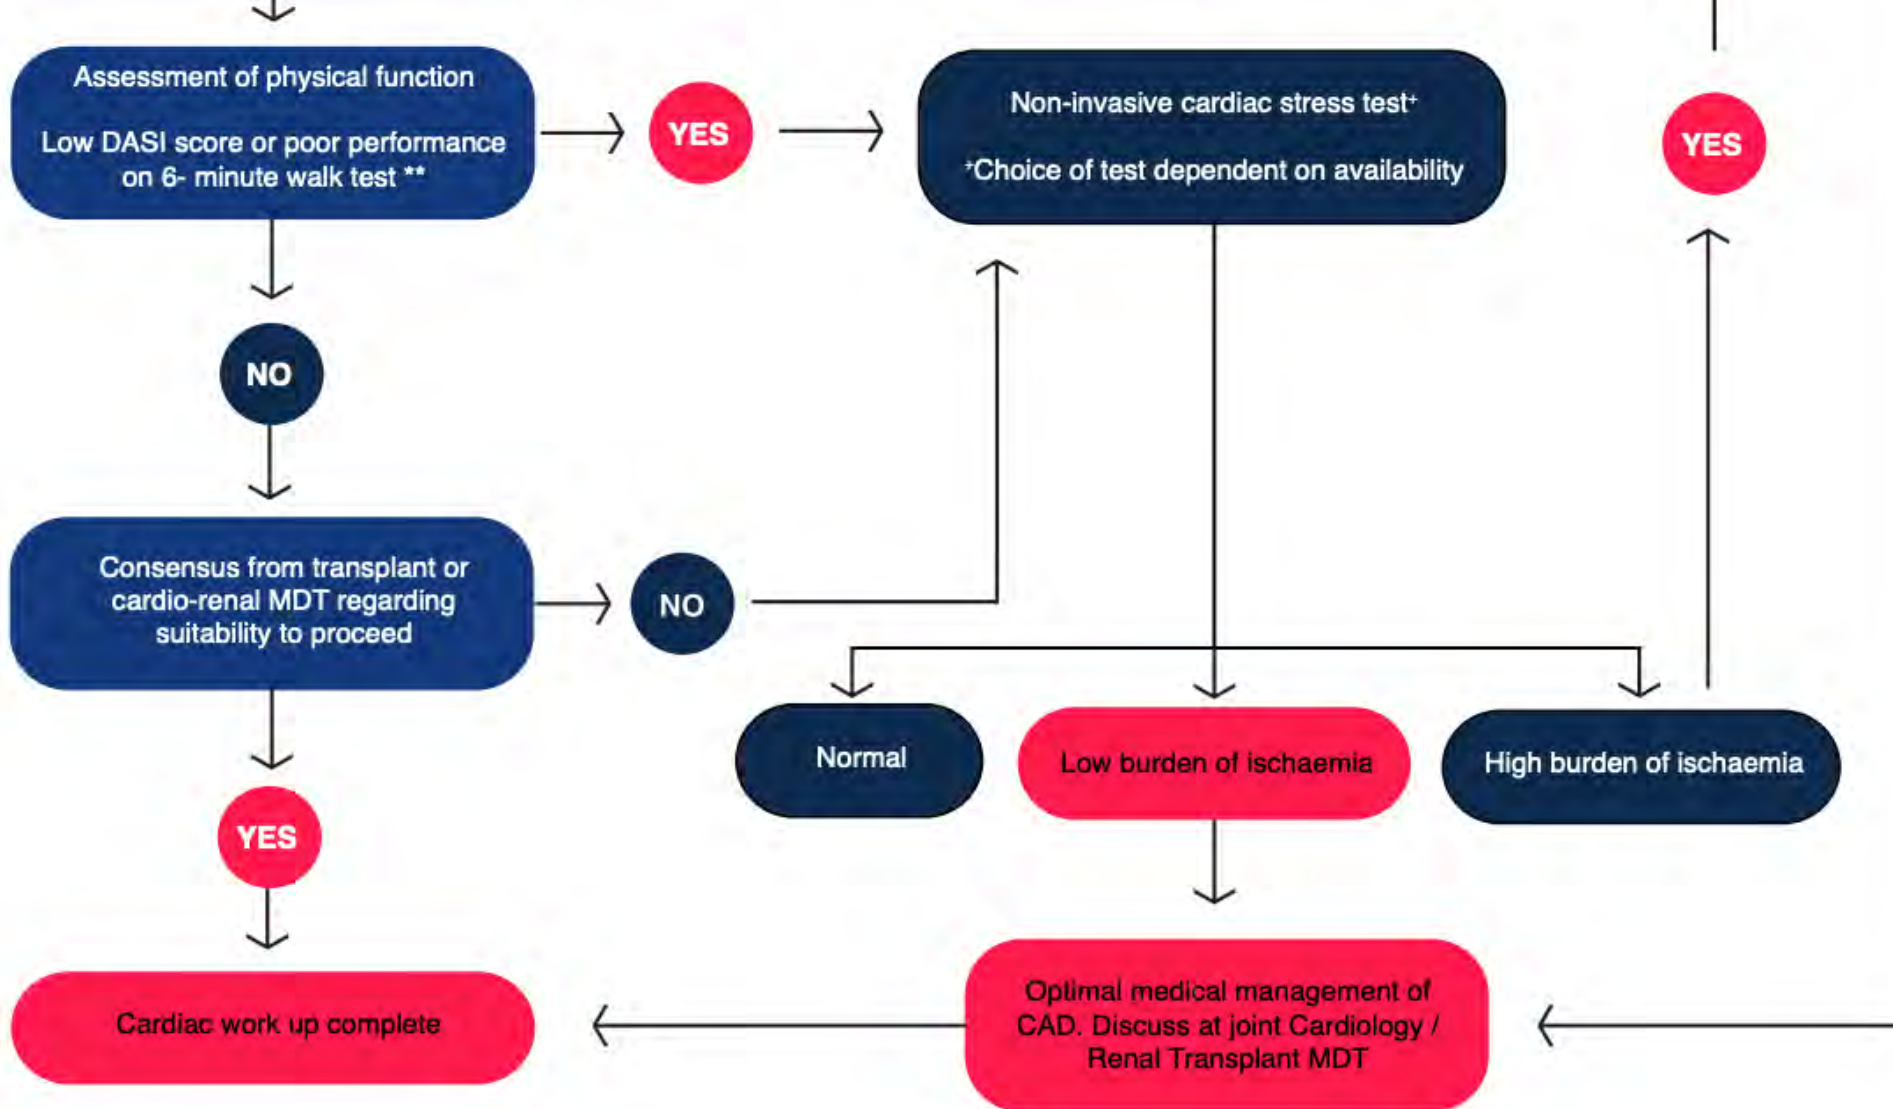 Assessment of physical function
Low DASI score or poor performance
on 6- minute walk test **
YES
Non-invasive cardiac stress test⁺
⁺Choice of test dependent on availability
YES
NO
Consensus from transplant or
cardio-renal MDT regarding
suitability to proceed
NO
Normal
Low burden of ischaemia
High burden of ischaemia
YES
Cardiac work up complete
Optimal medical management of
CAD. Discuss at joint Cardiology /
Renal Transplant MDT